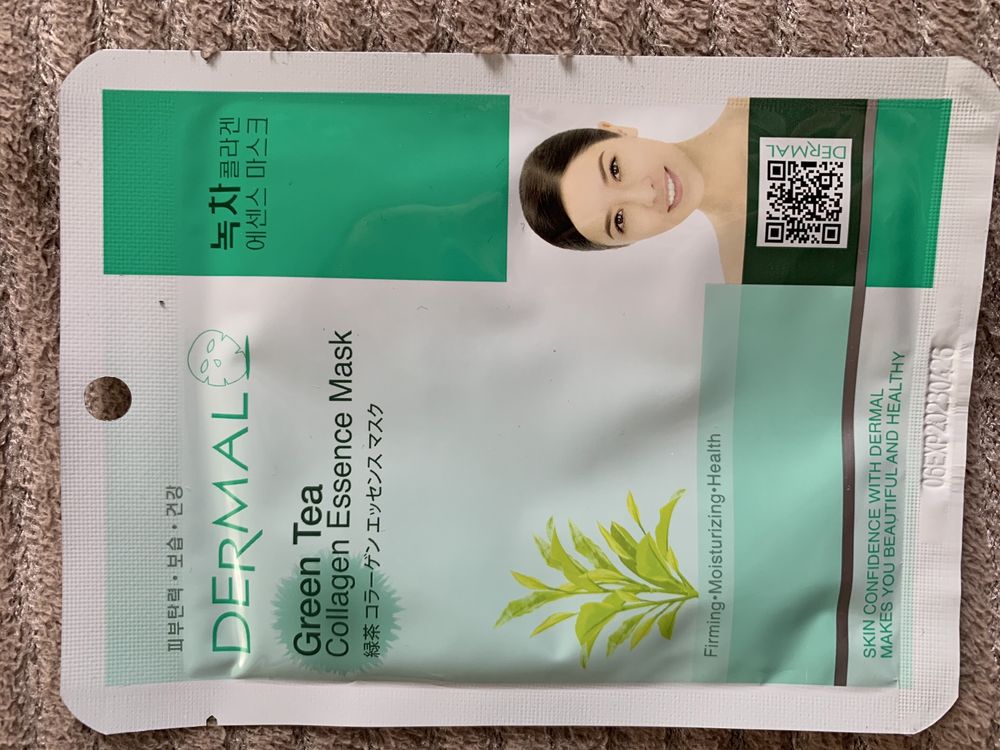 피부탄력 • 보습 • 건강
DERMAL
녹차 콜라겐
에센스 마스크
Green Tea
Collagen Essence Mask
緑茶 コラーゲン エッセンス マスク
Firming•Moisturizing•Health
DERMAL
SKIN CONFIDENCE WITH DERMAL
MAKES YOU BEAUTIFUL AND HEALTHY
06EXP20230426